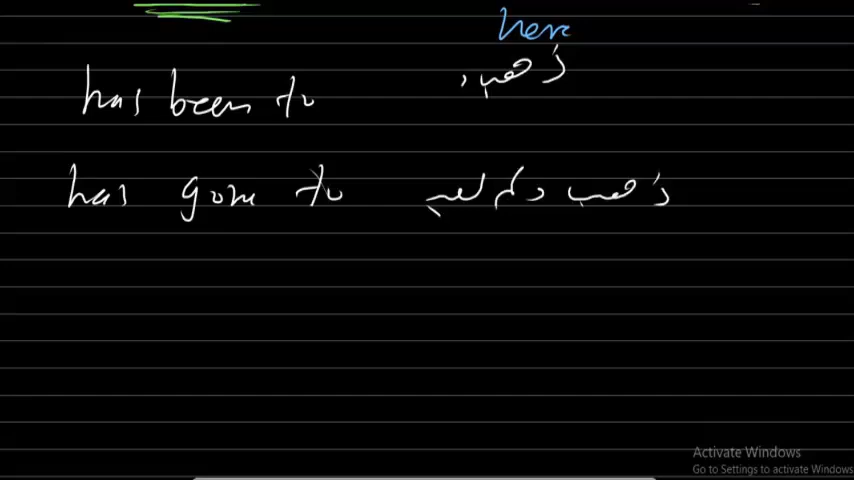 here
has been to ذهب و
has gone to ذهب ولم يعد
Activate Windows
Go to Settings to activate Windows